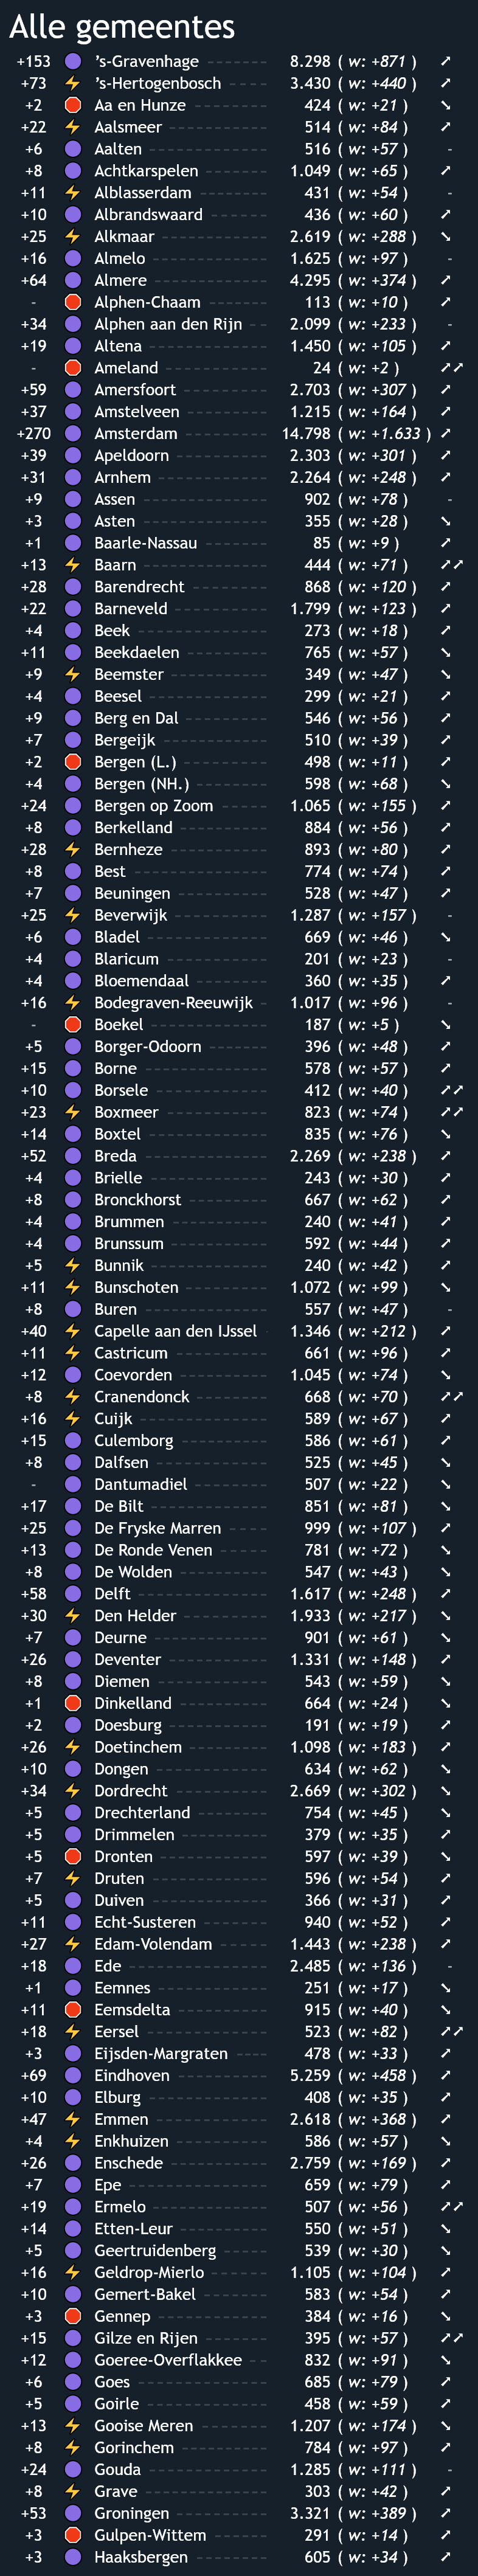 Alle gemeentes
+153 's-Gravenhage 8.298 ( w: +871 )
+73 's-Hertogenbosch 3.430 ( w: +440 )
+2 Aa en Hunze 424 ( w: +21 )
+22 Aalsmeer 514 ( w: +84 )
+6 Aalten 516 ( w: +57 )
+8 Achtkarspelen 1.049 ( w: +65 )
+11 Alblasserdam 431 ( w: +54 )
+10 Albrandswaard 436 ( w: +60 )
+25 Alkmaar 2.619 ( w: +288 )
+16 Almelo 1.625 ( w: +97 )
+64 Almere 4.295 ( w: +374 )
- Alphen-Chaam 113 ( w: +10 )
+34 Alphen aan den Rijn 2.099 ( w: +233 )
+19 Altena 1.450 ( w: +105 )
- Ameland 24 ( w: +2 )
+59 Amersfoort 2.703 ( w: +307 )
+37 Amstelveen 1.215 ( w: +164 )
+270 Amsterdam 14.798 ( w: +1.633 )
+39 Apeldoorn 2.303 ( w: +301 )
+31 Arnhem 2.264 ( w: +248 )
+9 Assen 902 ( w: +78 )
+3 Asten 355 ( w: +28 )
+1 Baarle-Nassau 85 ( w: +9 )
+13 Baarn 444 ( w: +71 )
+28 Barendrecht 868 ( w: +120 )
+22 Barneveld 1.799 ( w: +123 )
+4 Beek 273 ( w: +18 )
+11 Beekdaelen 765 ( w: +57 )
+9 Beemster 349 ( w: +47 )
+4 Beesel 299 ( w: +21 )
+9 Berg en Dal 546 ( w: +56 )
+7 Bergeijk 510 ( w: +39 )
+2 Bergen (L.) 498 ( w: +11 )
+4 Bergen (NH.) 598 ( w: +68 )
+24 Bergen op Zoom 1.065 ( w: +155 )
+8 Berkelland 884 ( w: +56 )
+28 Bernheze 893 ( w: +80 )
+8 Best 774 ( w: +74 )
+7 Beuningen 528 ( w: +47 )
+25 Beverwijk 1.287 ( w: +157 )
+6 Bladel 669 ( w: +46 )
+4 Blaricum 201 ( w: +23 )
+4 Bloemendaal 360 ( w: +35 )
+16 Bodegraven-Reeuwijk 1.017 ( w: +96 )
- Boekel 187 ( w: +5 )
+5 Borger-Odoorn 396 ( w: +48 )
+15 Borne 578 ( w: +57 )
+10 Borsele 412 ( w: +40 )
+23 Boxmeer 823 ( w: +74 )
+14 Boxtel 835 ( w: +76 )
+52 Breda 2.269 ( w: +238 )
+4 Brielle 243 ( w: +30 )
+8 Bronckhorst 667 ( w: +62 )
+4 Brummen 240 ( w: +41 )
+4 Brunssum 592 ( w: +44 )
+5 Bunnik 240 ( w: +42 )
+11 Bunschoten 1.072 ( w: +99 )
+8 Buren 557 ( w: +47 )
+40 Capelle aan den IJssel 1.346 ( w: +212 )
+11 Castricum 661 ( w: +96 )
+12 Coevorden 1.045 ( w: +74 )
+8 Cranendonck 668 ( w: +70 )
+16 Cuijk 589 ( w: +67 )
+15 Culemborg 586 ( w: +61 )
+8 Dalfsen 525 ( w: +45 )
- Dantumadiel 507 ( w: +22 )
+17 De Bilt 851 ( w: +81 )
+25 De Fryske Marren 999 ( w: +107 )
+13 De Ronde Venen 781 ( w: +72 )
+8 De Wolden 547 ( w: +43 )
+58 Delft 1.617 ( w: +248 )
+30 Den Helder 1.933 ( w: +217 )
+7 Deurne 901 ( w: +61 )
+26 Deventer 1.331 ( w: +148 )
+8 Diemen 543 ( w: +59 )
+1 Dinkelland 664 ( w: +24 )
+2 Doesburg 191 ( w: +19 )
+26 Doetinchem 1.098 ( w: +183 )
+10 Dongen 634 ( w: +62 )
+34 Dordrecht 2.669 ( w: +302 )
+5 Drechterland 754 ( w: +45 )
+5 Drimmelen 379 ( w: +35 )
+5 Dronten 597 ( w: +39 )
+7 Druten 596 ( w: +54 )
+5 Duiven 366 ( w: +31 )
+11 Echt-Susteren 940 ( w: +52 )
+27 Edam-Volendam 1.443 ( w: +238 )
+18 Ede 2.485 ( w: +136 )
+1 Eemnes 251 ( w: +17 )
+11 Eemsdelta 915 ( w: +40 )
+18 Eersel 523 ( w: +82 )
+3 Eijsden-Margraten 478 ( w: +33 )
+69 Eindhoven 5.259 ( w: +458 )
+10 Elburg 408 ( w: +35 )
+47 Emmen 2.618 ( w: +368 )
+4 Enkhuizen 586 ( w: +57 )
+26 Enschede 2.759 ( w: +169 )
+7 Epe 659 ( w: +79 )
+19 Ermelo 507 ( w: +56 )
+14 Etten-Leur 550 ( w: +51 )
+5 Geertruidenberg 539 ( w: +30 )
+16 Geldrop-Mierlo 1.105 ( w: +104 )
+10 Gemert-Bakel 583 ( w: +54 )
+3 Gennep 384 ( w: +16 )
+15 Gilze en Rijen 395 ( w: +57 )
+12 Goeree-Overflakkee 832 ( w: +91 )
+6 Goes 685 ( w: +79 )
+5 Goirle 458 ( w: +59 )
+13 Gooise Meren 1.207 ( w: +174 )
+8 Gorinchem 784 ( w: +97 )
+24 Gouda 1.285 ( w: +111 )
+8 Grave 303 ( w: +42 )
+53 Groningen 3.321 ( w: +389 )
+3 Gulpen-Wittem 291 ( w: +14 )
+3 Haaksbergen 605 ( w: +34 )